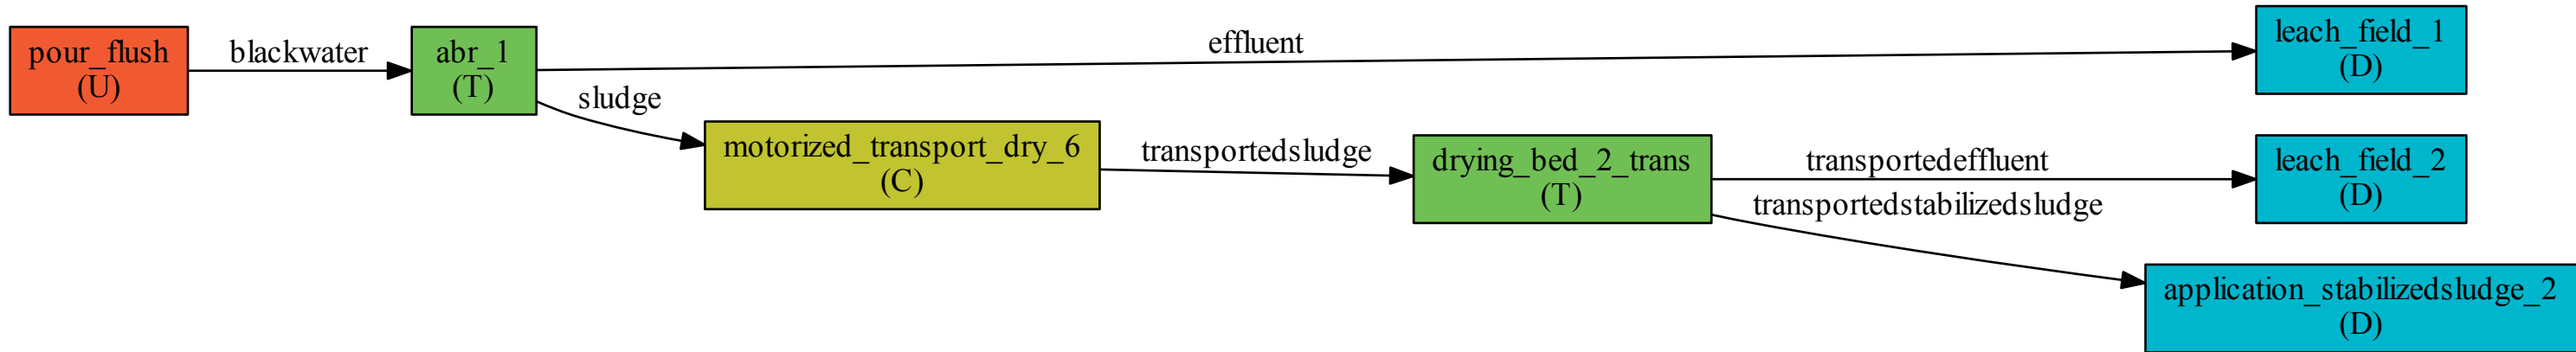 pour_flush
(U)
blackwater
abr_1
(T)
effluent
leach_field_1
(D)
sludge
motorized_transport_dry_6
(C)
transportedsludge
drying_bed_2_trans
(T)
transportedeffluent
leach_field_2
(D)
transportedstabilizedsludge
application_stabilizedsludge_2
(D)